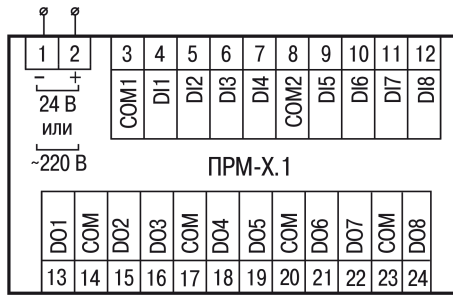 1 2 3 4 5 6 7 8 9 10 11 12
- + COM1 DI1 DI2 DI3 DI4 COM2 DI5 DI6 DI7 DI8
24 В
или
~220 В
ПРМ-Х.1
DO1 COM DO2 DO3 COM DO4 DO5 COM DO6 DO7 COM DO8
13 14 15 16 17 18 19 20 21 22 23 24